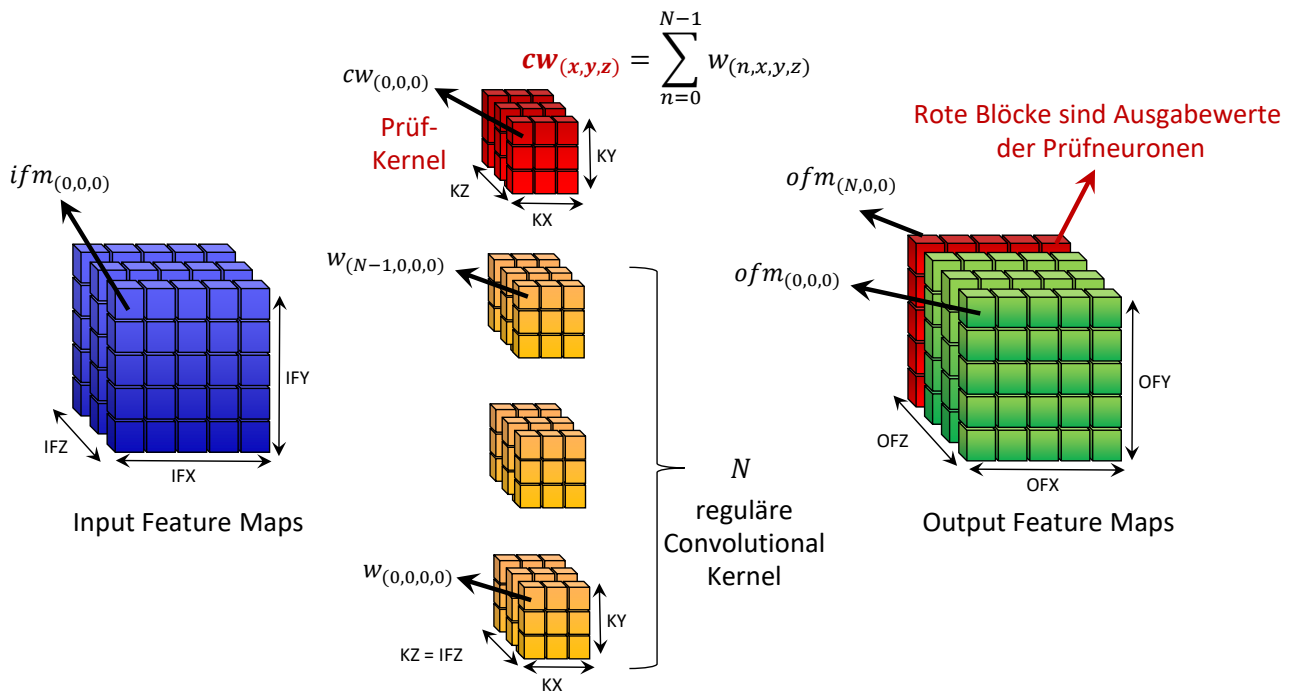 cw(x,y,z) = ∑ n=0 N−1 w(n,x,y,z)
cw(0,0,0)
Prüf-
Kernel
KY
KZ
KX
Rote Blöcke sind Ausgabewerte
der Prüfneuronen
ifm(0,0,0)
ofm(N,0,0)
w(N−1,0,0,0)
ofm(0,0,0)
IFY
IFZ
IFX
Input Feature Maps
OFY
OFZ
OFX
Output Feature Maps
N
reguläre
Convolutional
Kernel
w(0,0,0,0)
KY
KZ = IFZ
KX